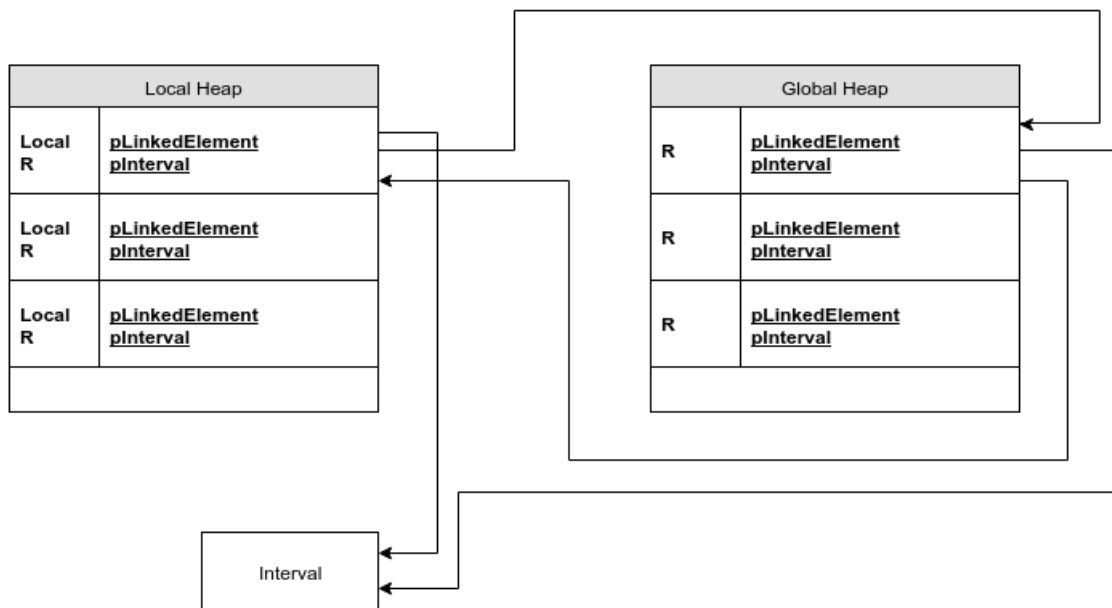 Local Heap
Local
R
pLinkedElement
pInterval
Local
R
pLinkedElement
pInterval
Local
R
pLinkedElement
pInterval
Global Heap
R
pLinkedElement
pInterval
R
pLinkedElement
pInterval
R
pLinkedElement
pInterval
Interval